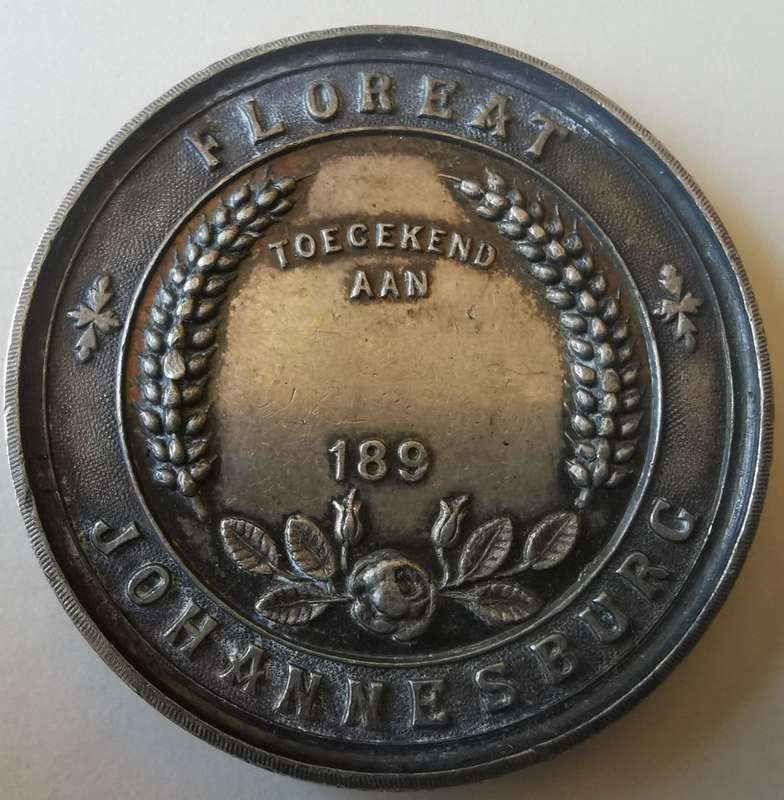 FLOREAT
TOEGEKEND
AAN
189
JOHANNESBURG